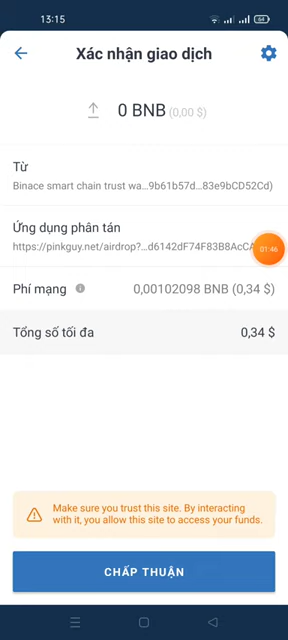 13:15
64
Xác nhận giao dịch
0 BNB (0,00 $)
Từ
Binace smart chain trust wa...9b61b57d...83e9bCD52Cd)
Ứng dụng phân tán
https://pinkguy.net/airdrop?...d6142dF74F83B8AcCA
01:46
Phí mạng 0,00102098 BNB (0,34 $)
Tổng số tối đa 0,34 $
Make sure you trust this site. By interacting
with it, you allow this site to access your funds.
CHẤP THUẬN